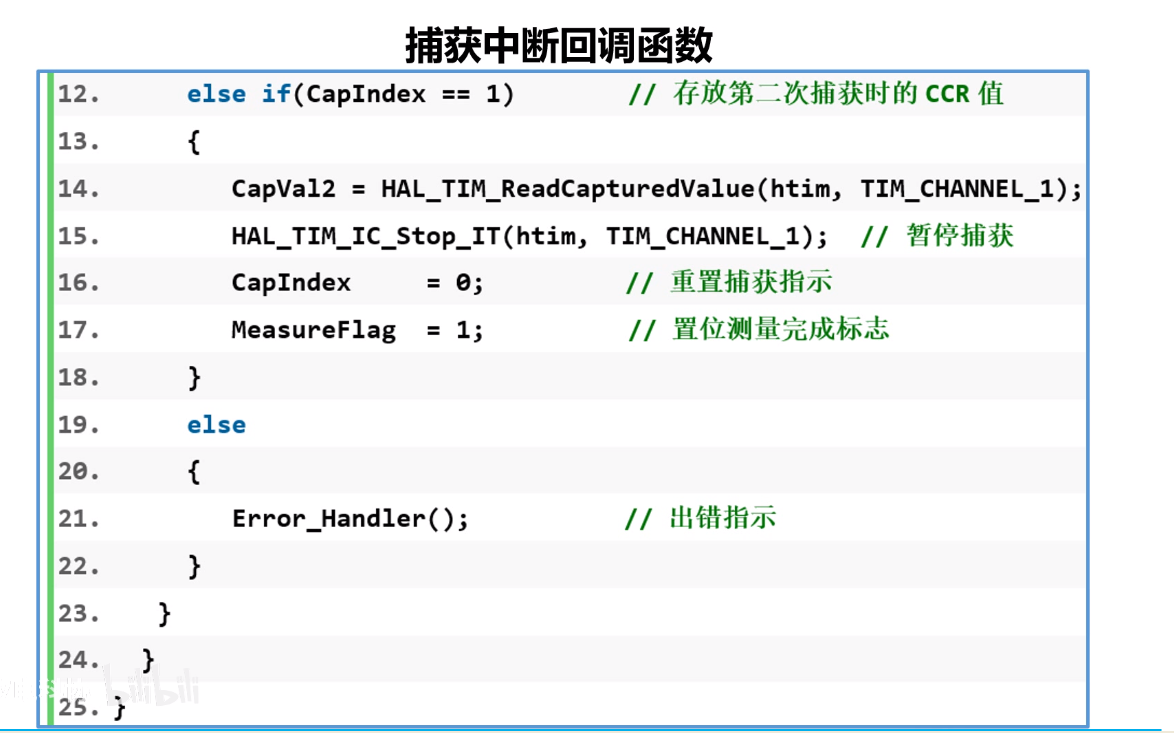 捕获中断回调函数
12. else if(CapIndex == 1) // 存放第二次捕获时的 CCR 值
13. {
14. CapVal2 = HAL_TIM_ReadCapturedValue(htim, TIM_CHANNEL_1);
15. HAL_TIM_IC_Stop_IT(htim, TIM_CHANNEL_1); // 暂停捕获
16. CapIndex = 0; // 重置捕获指示
17. MeasureFlag = 1; // 置位测量完成标志
18. }
19. else
20. {
21. Error_Handler(); // 出错指示
22. }
23. }
24. }
bilibili
25. }